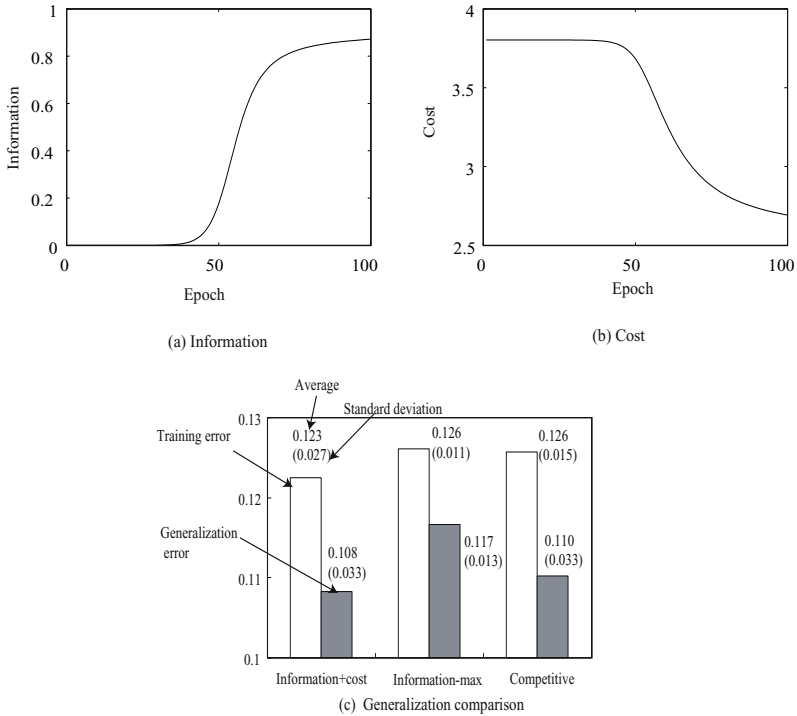 1
0.8
0.6
0.4
0.2
0
Information
0 50 100
Epoch
(a) Information
4
3.5
3
2.5
Cost
0 50 100
Epoch
(b) Cost
Average
Standard deviation
Training error
Generalization
error
0.13
0.12
0.11
0.1
0.123
(0.027)
0.108
(0.033)
0.126
(0.011)
0.117
(0.013)
0.126
(0.015)
0.110
(0.033)
Information+cost Information-max Competitive
(c) Generalization comparison